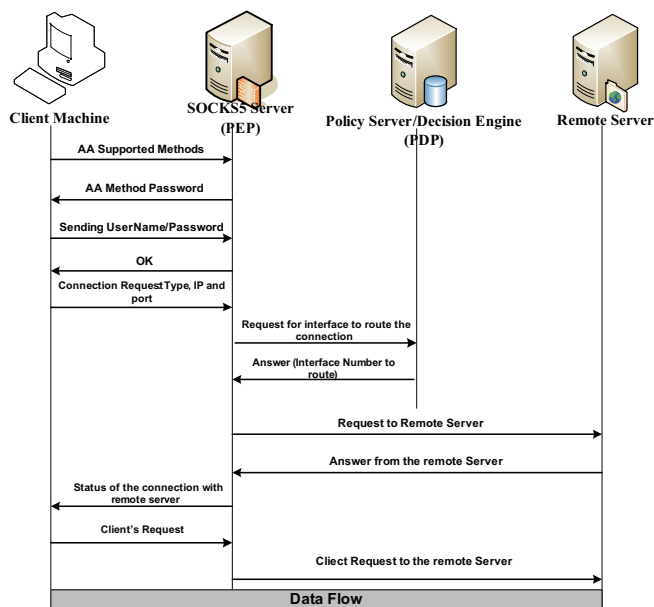 Client Machine
SOCKS5 Server
(PEP)
Policy Server/Decision Engine
(PDP)
Remote Server
AA Supported Methods
AA Method Password
Sending UserName/Password
OK
Connection Request Type, IP and
port
Request for interface to route the
connection
Answer (Interface Number to
route)
Request to Remote Server
Answer from the remote Server
Status of the connection with
remote server
Client's Request
Cliect Request to the remote Server
Data Flow